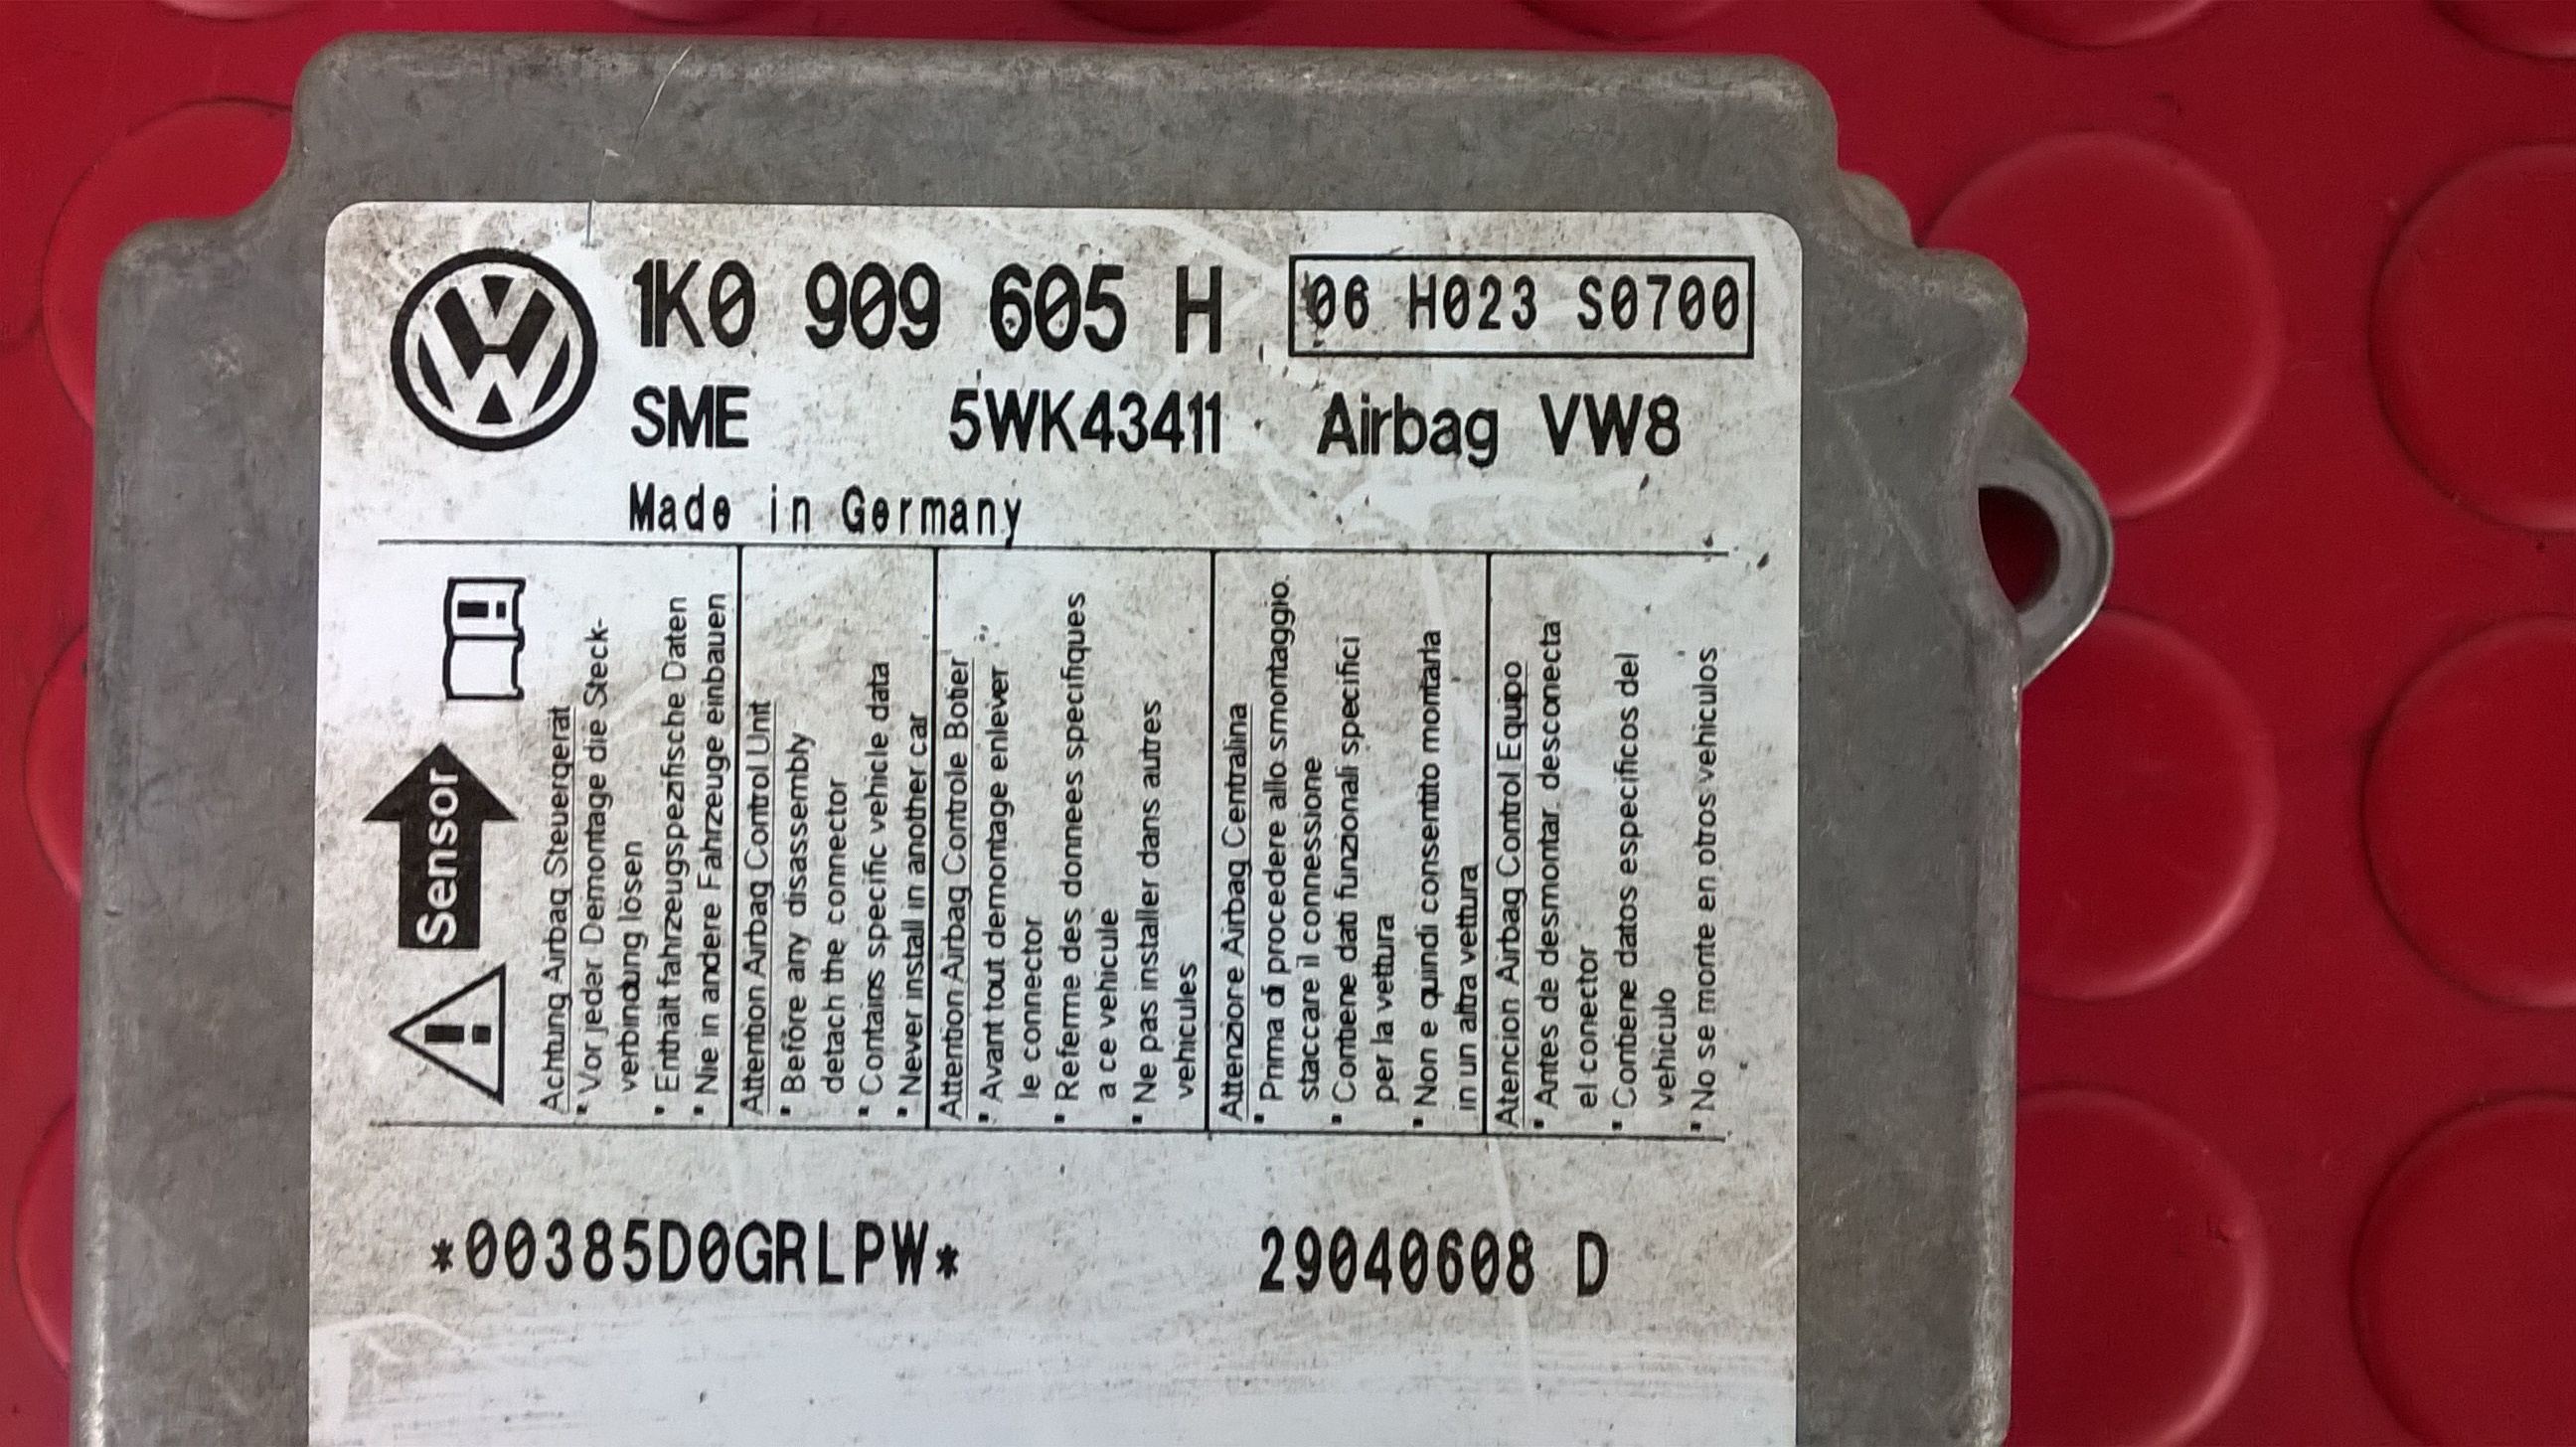 1K0 909 605 H
06 H023 S0700
SME 5WK43411 Airbag VW8
Made in Germany
Sensor
Achtung Airbag Steuergerät
" Vor jeder Demontage die Steck-
verbindung lösen
" Enthält fahrzeugspezifische Daten
" Nie in andere Fahrzeuge einbauen
Attention Airbag Control Unit
" Before any disassembly
detach the connector
" Contains specific vehicle data
" Never install in another car
Attention Airbag Controle Boitier
" Avant tout demontage enlever
le connector
" Referme des donnees specifiques
a ce vehicule
" Ne pas installer dans autres
vehicules
Attenzione Airbag Centralina
" Prima di procedere allo smontaggio.
staccare il connessione
" Contiene dati funzionali specifici
per la vettura
" Non e quindi consentito montarla
in un altra vettura
Atencion Airbag Control Equipo
" Antes de desmontar desconecta
el conector
" Contiene datos especificos del
vehiculo
" No se monte en otros vehiculos
*00385D0GRLPW*
29040608 D